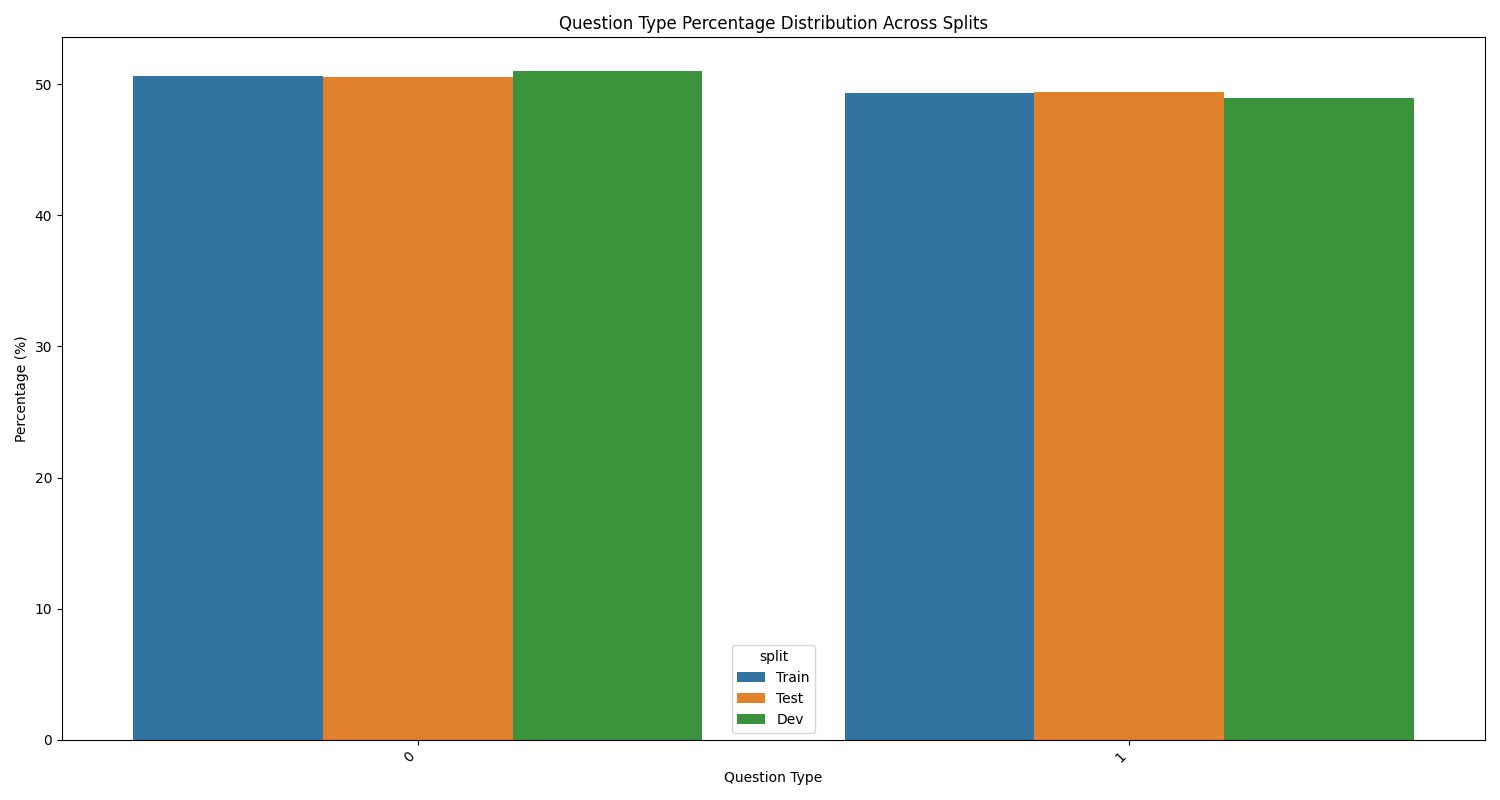 Question Type Percentage Distribution Across Splits
Percentage (%)
50
40
30
20
10
0
split
Train
Test
Dev
0
1
Question Type